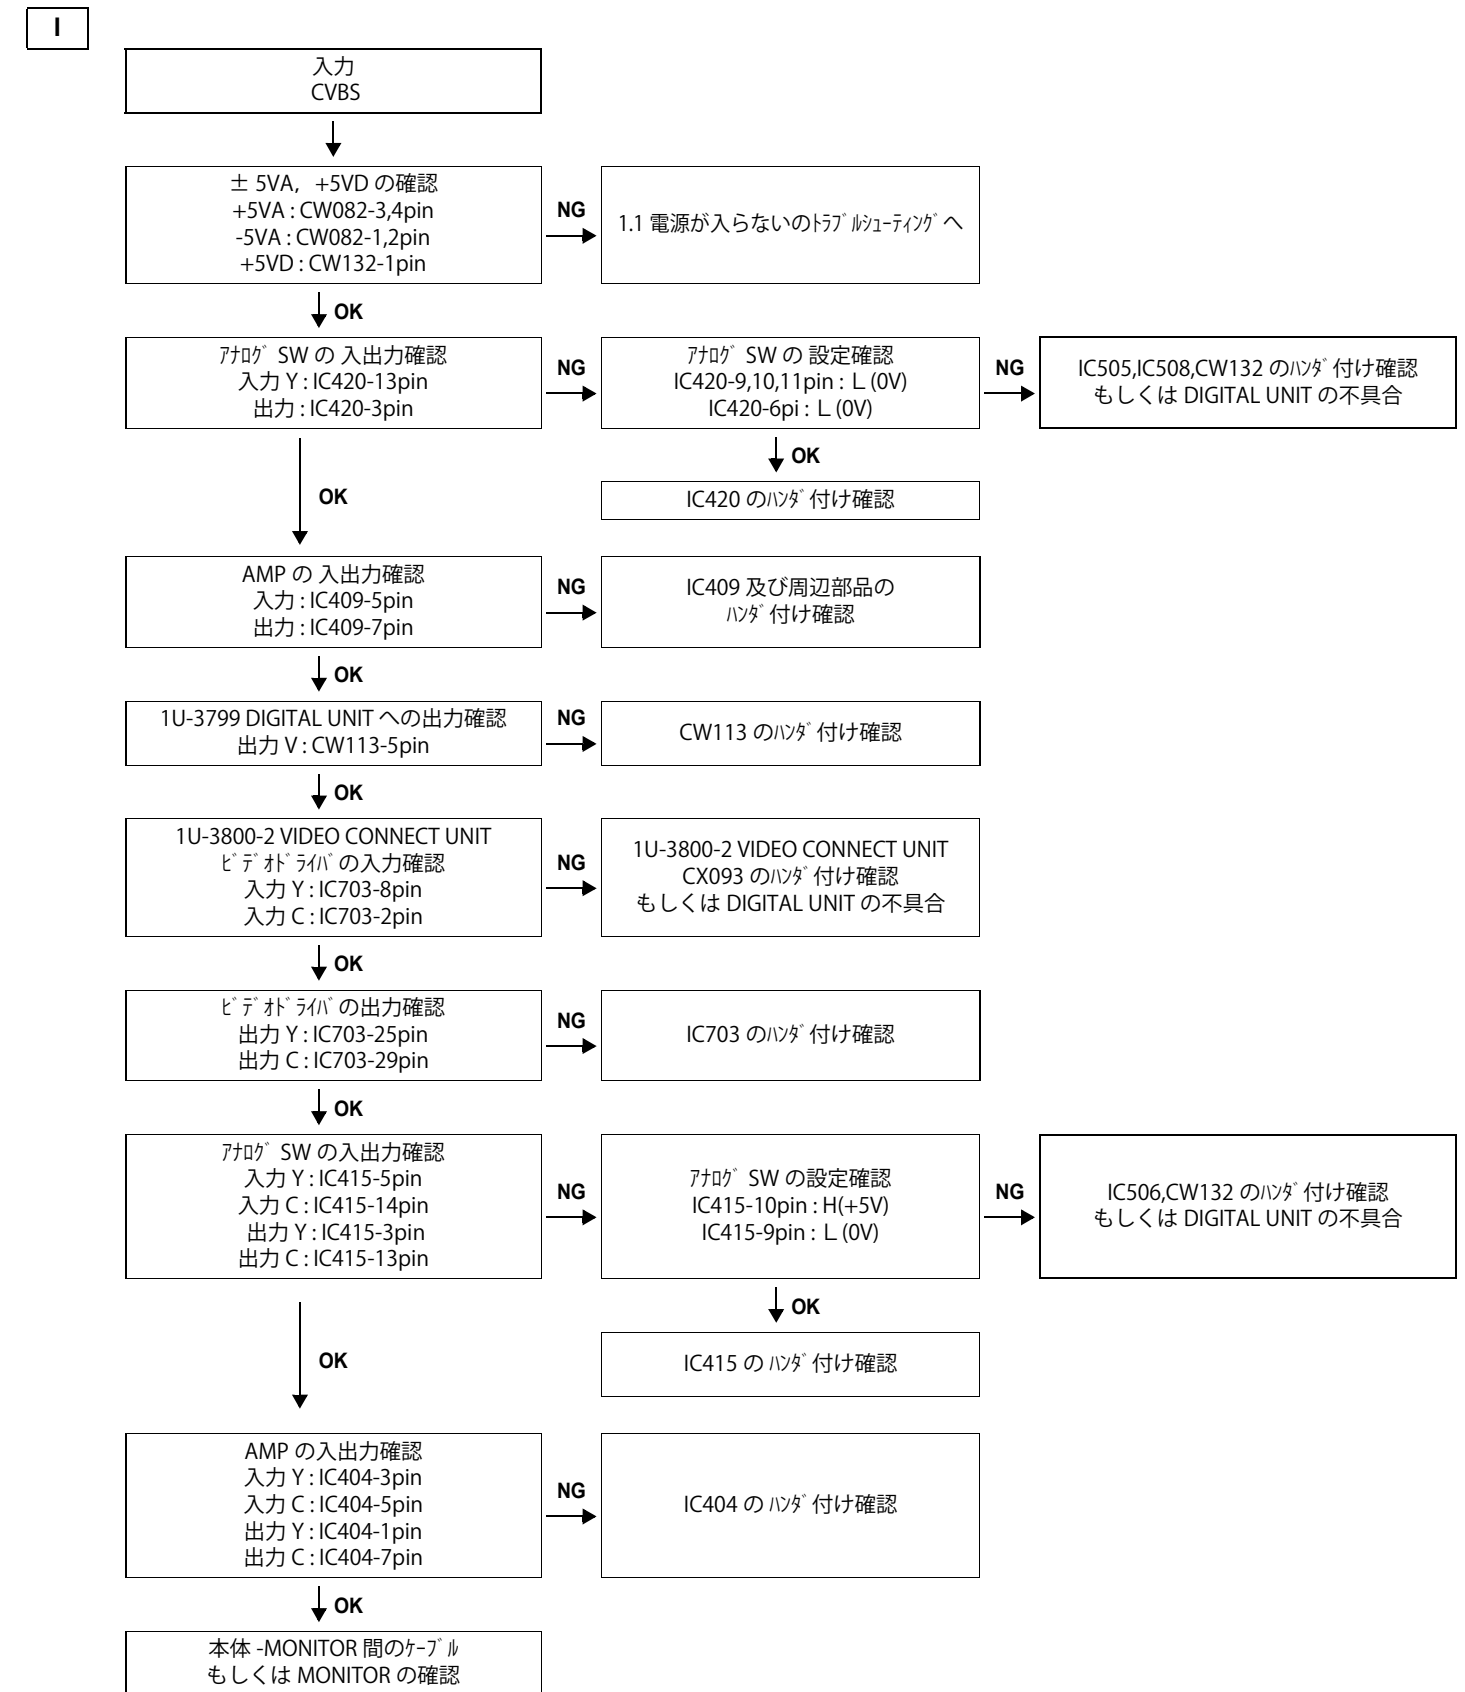 I
入力
CVBS
± 5VA, +5VD の確認
+5VA : CW082-3,4pin
-5VA : CW082-1,2pin
+5VD : CW132-1pin
NG
1.1 電源が入らないのﾄﾗﾌﾞﾙｼｭｰﾃｨﾝｸﾞへ
OK
ｱﾅﾛｸﾞ SW の 入出力確認
入力 Y : IC420-13pin
出力 : IC420-3pin
NG
ｱﾅﾛｸﾞ SW の 設定確認
IC420-9,10,11pin : L (0V)
IC420-6pi : L (0V)
NG
IC505,IC508,CW132 のﾊﾝﾀﾞ付け確認
もしくは DIGITAL UNIT の不具合
OK
IC420 のﾊﾝﾀﾞ付け確認
OK
AMP の 入出力確認
入力 : IC409-5pin
出力 : IC409-7pin
NG
IC409 及び周辺部品の
ﾊﾝﾀﾞ付け確認
OK
1U-3799 DIGITAL UNIT への出力確認
出力 V : CW113-5pin
NG
CW113 のﾊﾝﾀﾞ付け確認
OK
1U-3800-2 VIDEO CONNECT UNIT
ﾋﾞﾃﾞｵﾄﾞﾗｲﾊﾞの入力確認
入力 Y : IC703-8pin
入力 C : IC703-2pin
NG
1U-3800-2 VIDEO CONNECT UNIT
CX093 のﾊﾝﾀﾞ付け確認
もしくは DIGITAL UNIT の不具合
OK
ﾋﾞﾃﾞｵﾄﾞﾗｲﾊﾞの出力確認
出力 Y : IC703-25pin
出力 C : IC703-29pin
NG
IC703 のﾊﾝﾀﾞ付け確認
OK
ｱﾅﾛｸﾞ SW の入出力確認
入力 Y : IC415-5pin
入力 C : IC415-14pin
出力 Y : IC415-3pin
出力 C : IC415-13pin
NG
ｱﾅﾛｸﾞ SW の設定確認
IC415-10pin : H(+5V)
IC415-9pin : L (0V)
NG
IC506,CW132 のﾊﾝﾀﾞ付け確認
もしくは DIGITAL UNIT の不具合
OK
IC415 の ﾊﾝﾀﾞ付け確認
OK
AMP の入出力確認
入力 Y : IC404-3pin
入力 C : IC404-5pin
出力 Y : IC404-1pin
出力 C : IC404-7pin
NG
IC404 の ﾊﾝﾀﾞ付け確認
OK
本体 -MONITOR 間のｹｰﾌﾞﾙ
もしくは MONITOR の確認